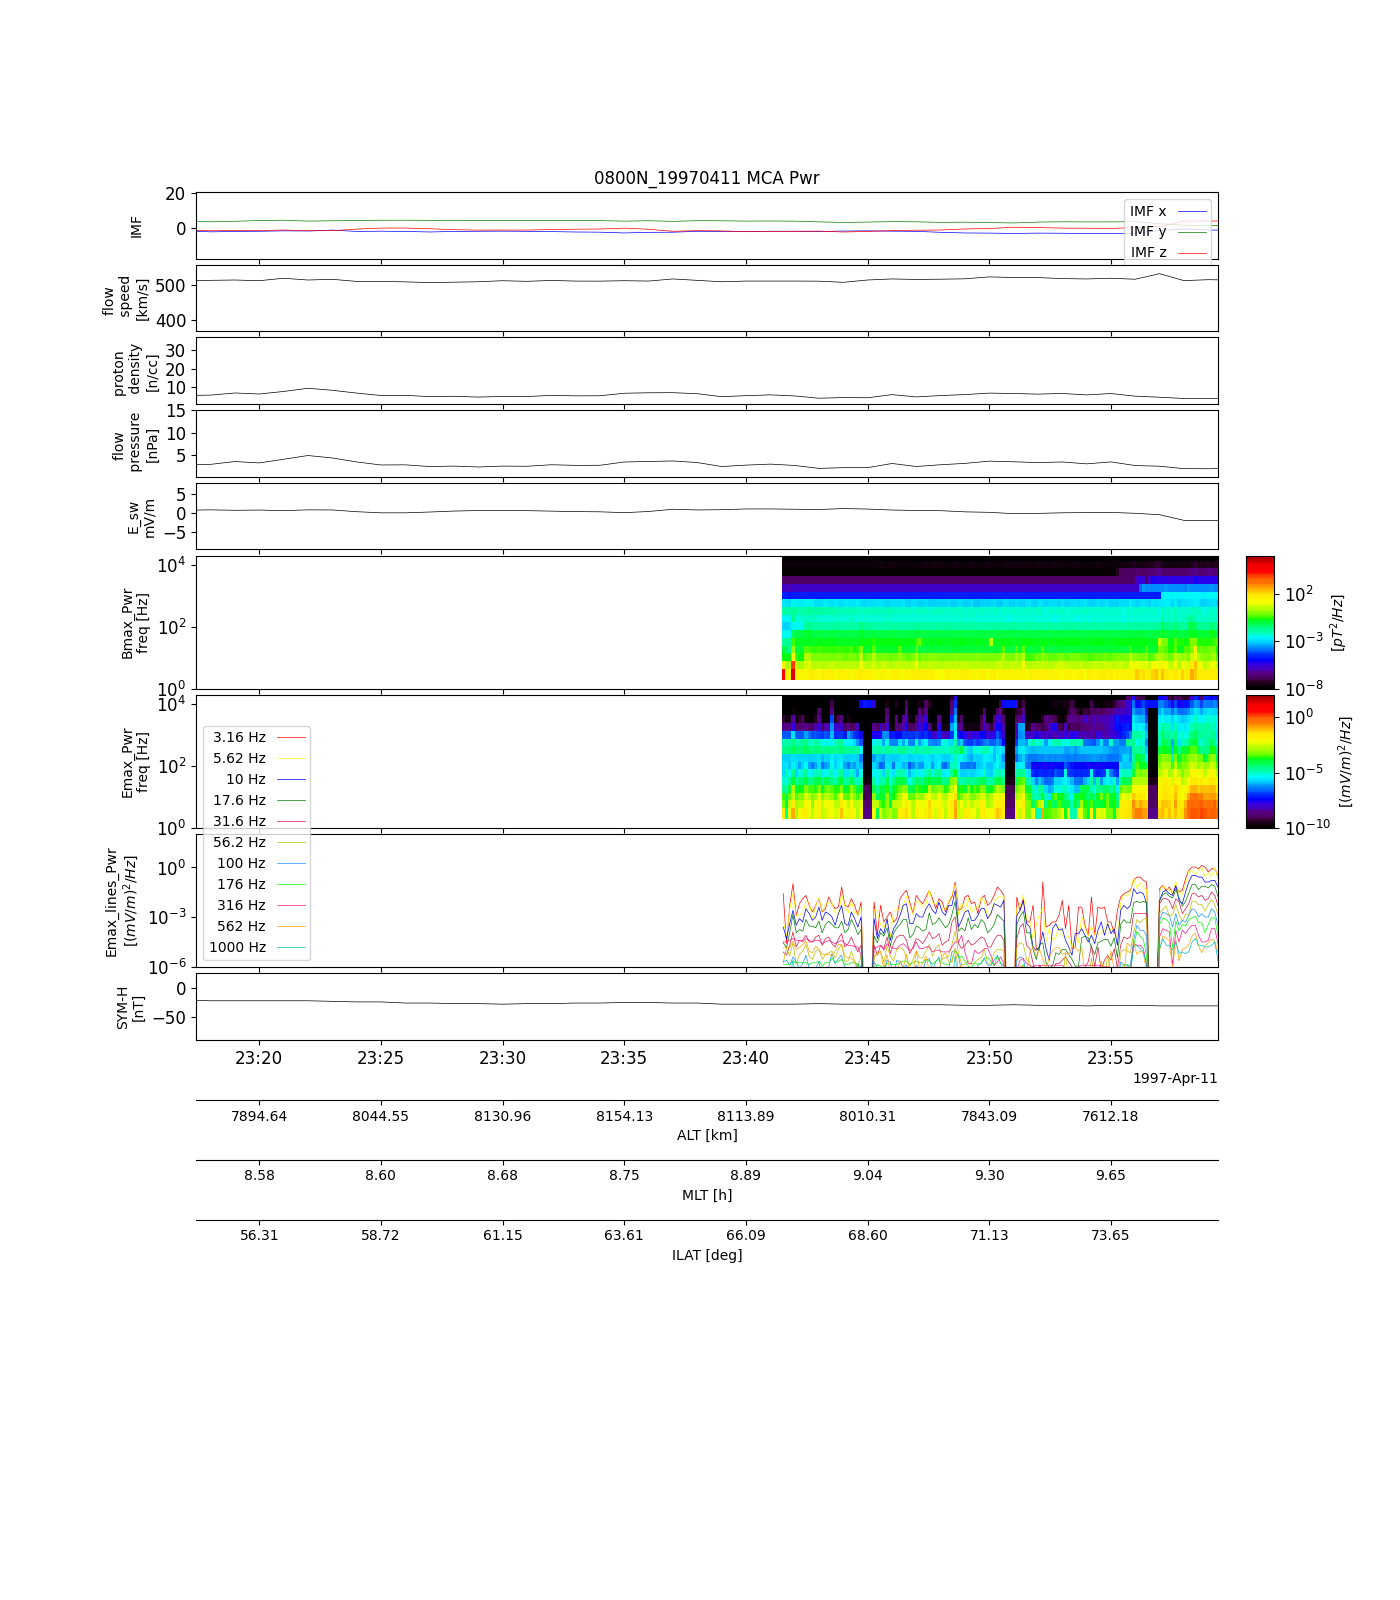 0800N_19970411 MCA Pwr
20
0
IMF
IMF x
IMF y
IMF z
500
400
flow
speed
[km/s]
30
20
10
proton
density
[n/cc]
15
10
5
flow
pressure
[nPa]
5
0
−5
E_sw
mV/m
10^4
10^2
10^0
Bmax_Pwr
freq [Hz]
10^2
10^−3
10^−8
[pT^2/Hz]
10^4
10^2
10^0
Emax_Pwr
freq [Hz]
10^0
10^−5
10^−10
[(mV/m)^2/Hz]
3.16 Hz
5.62 Hz
10 Hz
17.6 Hz
31.6 Hz
56.2 Hz
100 Hz
176 Hz
316 Hz
562 Hz
1000 Hz
10^0
10^−3
10^−6
Emax_lines_Pwr
[(mV/m)^2/Hz]
0
−50
SYM-H
[nT]
23:20 23:25 23:30 23:35 23:40 23:45 23:50 23:55
1997-Apr-11
7894.64 8044.55 8130.96 8154.13 8113.89 8010.31 7843.09 7612.18
ALT [km]
8.58 8.60 8.68 8.75 8.89 9.04 9.30 9.65
MLT [h]
56.31 58.72 61.15 63.61 66.09 68.60 71.13 73.65
ILAT [deg]